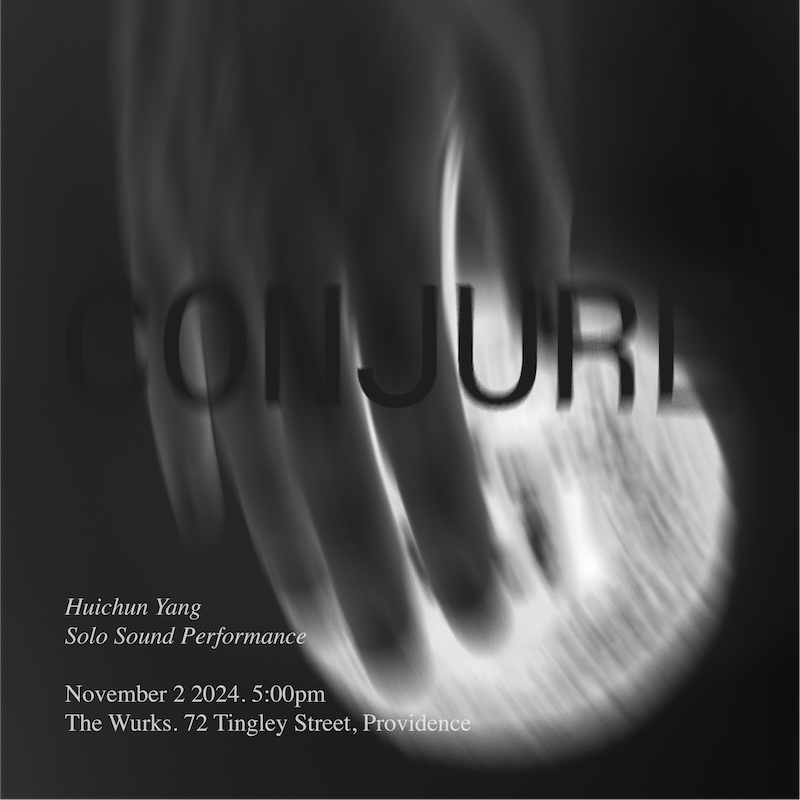 CONJURE
Huichun Yang
Solo Sound Performance
November 2 2024. 5:00pm
The Wurks. 72 Tingley Street, Providence